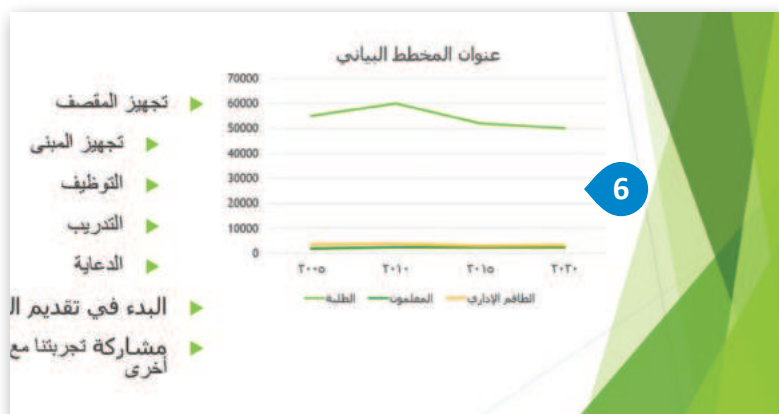 عنوان المخطط البياني
70000
60000
50000
40000
30000
20000
10000
0
٢٠٠٥ ٢٠١٠ ٢٠١٥ ٢٠٢٠
الطلبة المعلمون الطاقم الإداري
6
تجهيز المقصف
تجهيز المبنى
التوظيف
التدريب
الدعاية
البدء في تقديم
مشاركة تجربتنا مع
أخرى